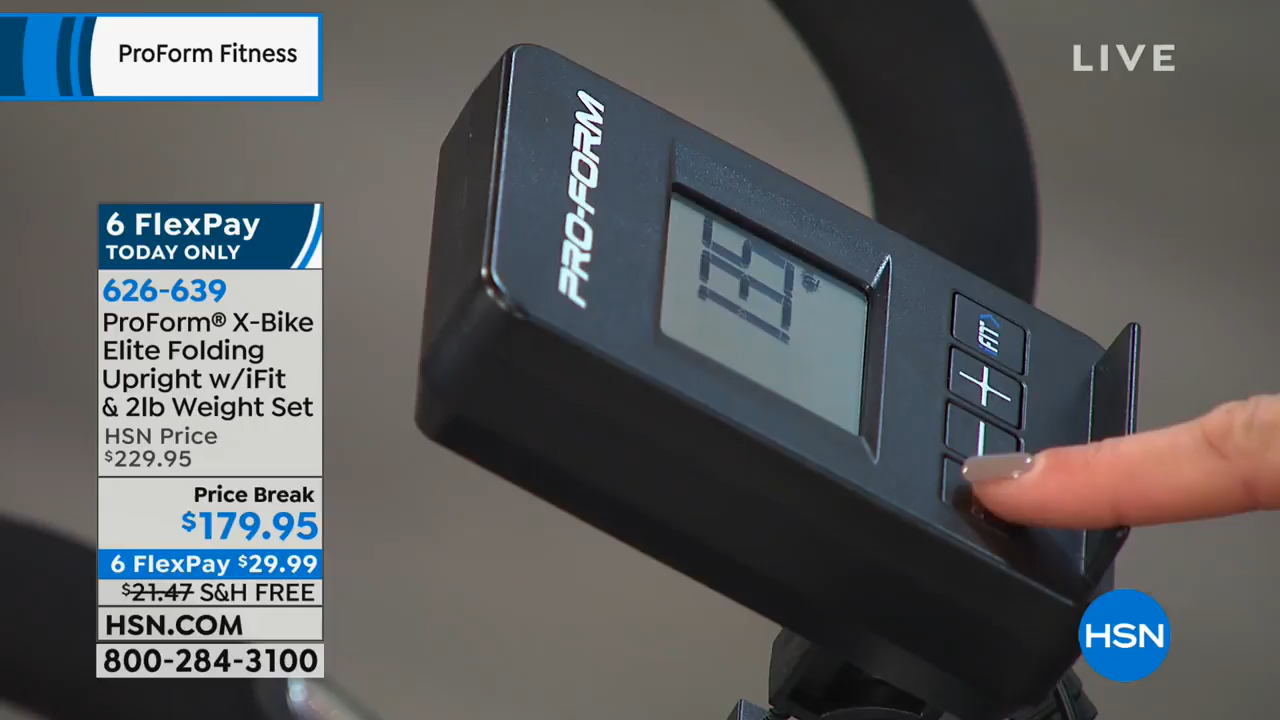 ProForm Fitness
LIVE
6 FlexPay
TODAY ONLY
626-639
ProForm® X-Bike
Elite Folding
Upright w/iFit
& 2lb Weight Set
HSN Price
$229.95
Price Break
$179.95
6 FlexPay $29.99
$21.47 S&H FREE
HSN.COM
800-284-3100
PRO-FORM
iFIT
+
-
HSN